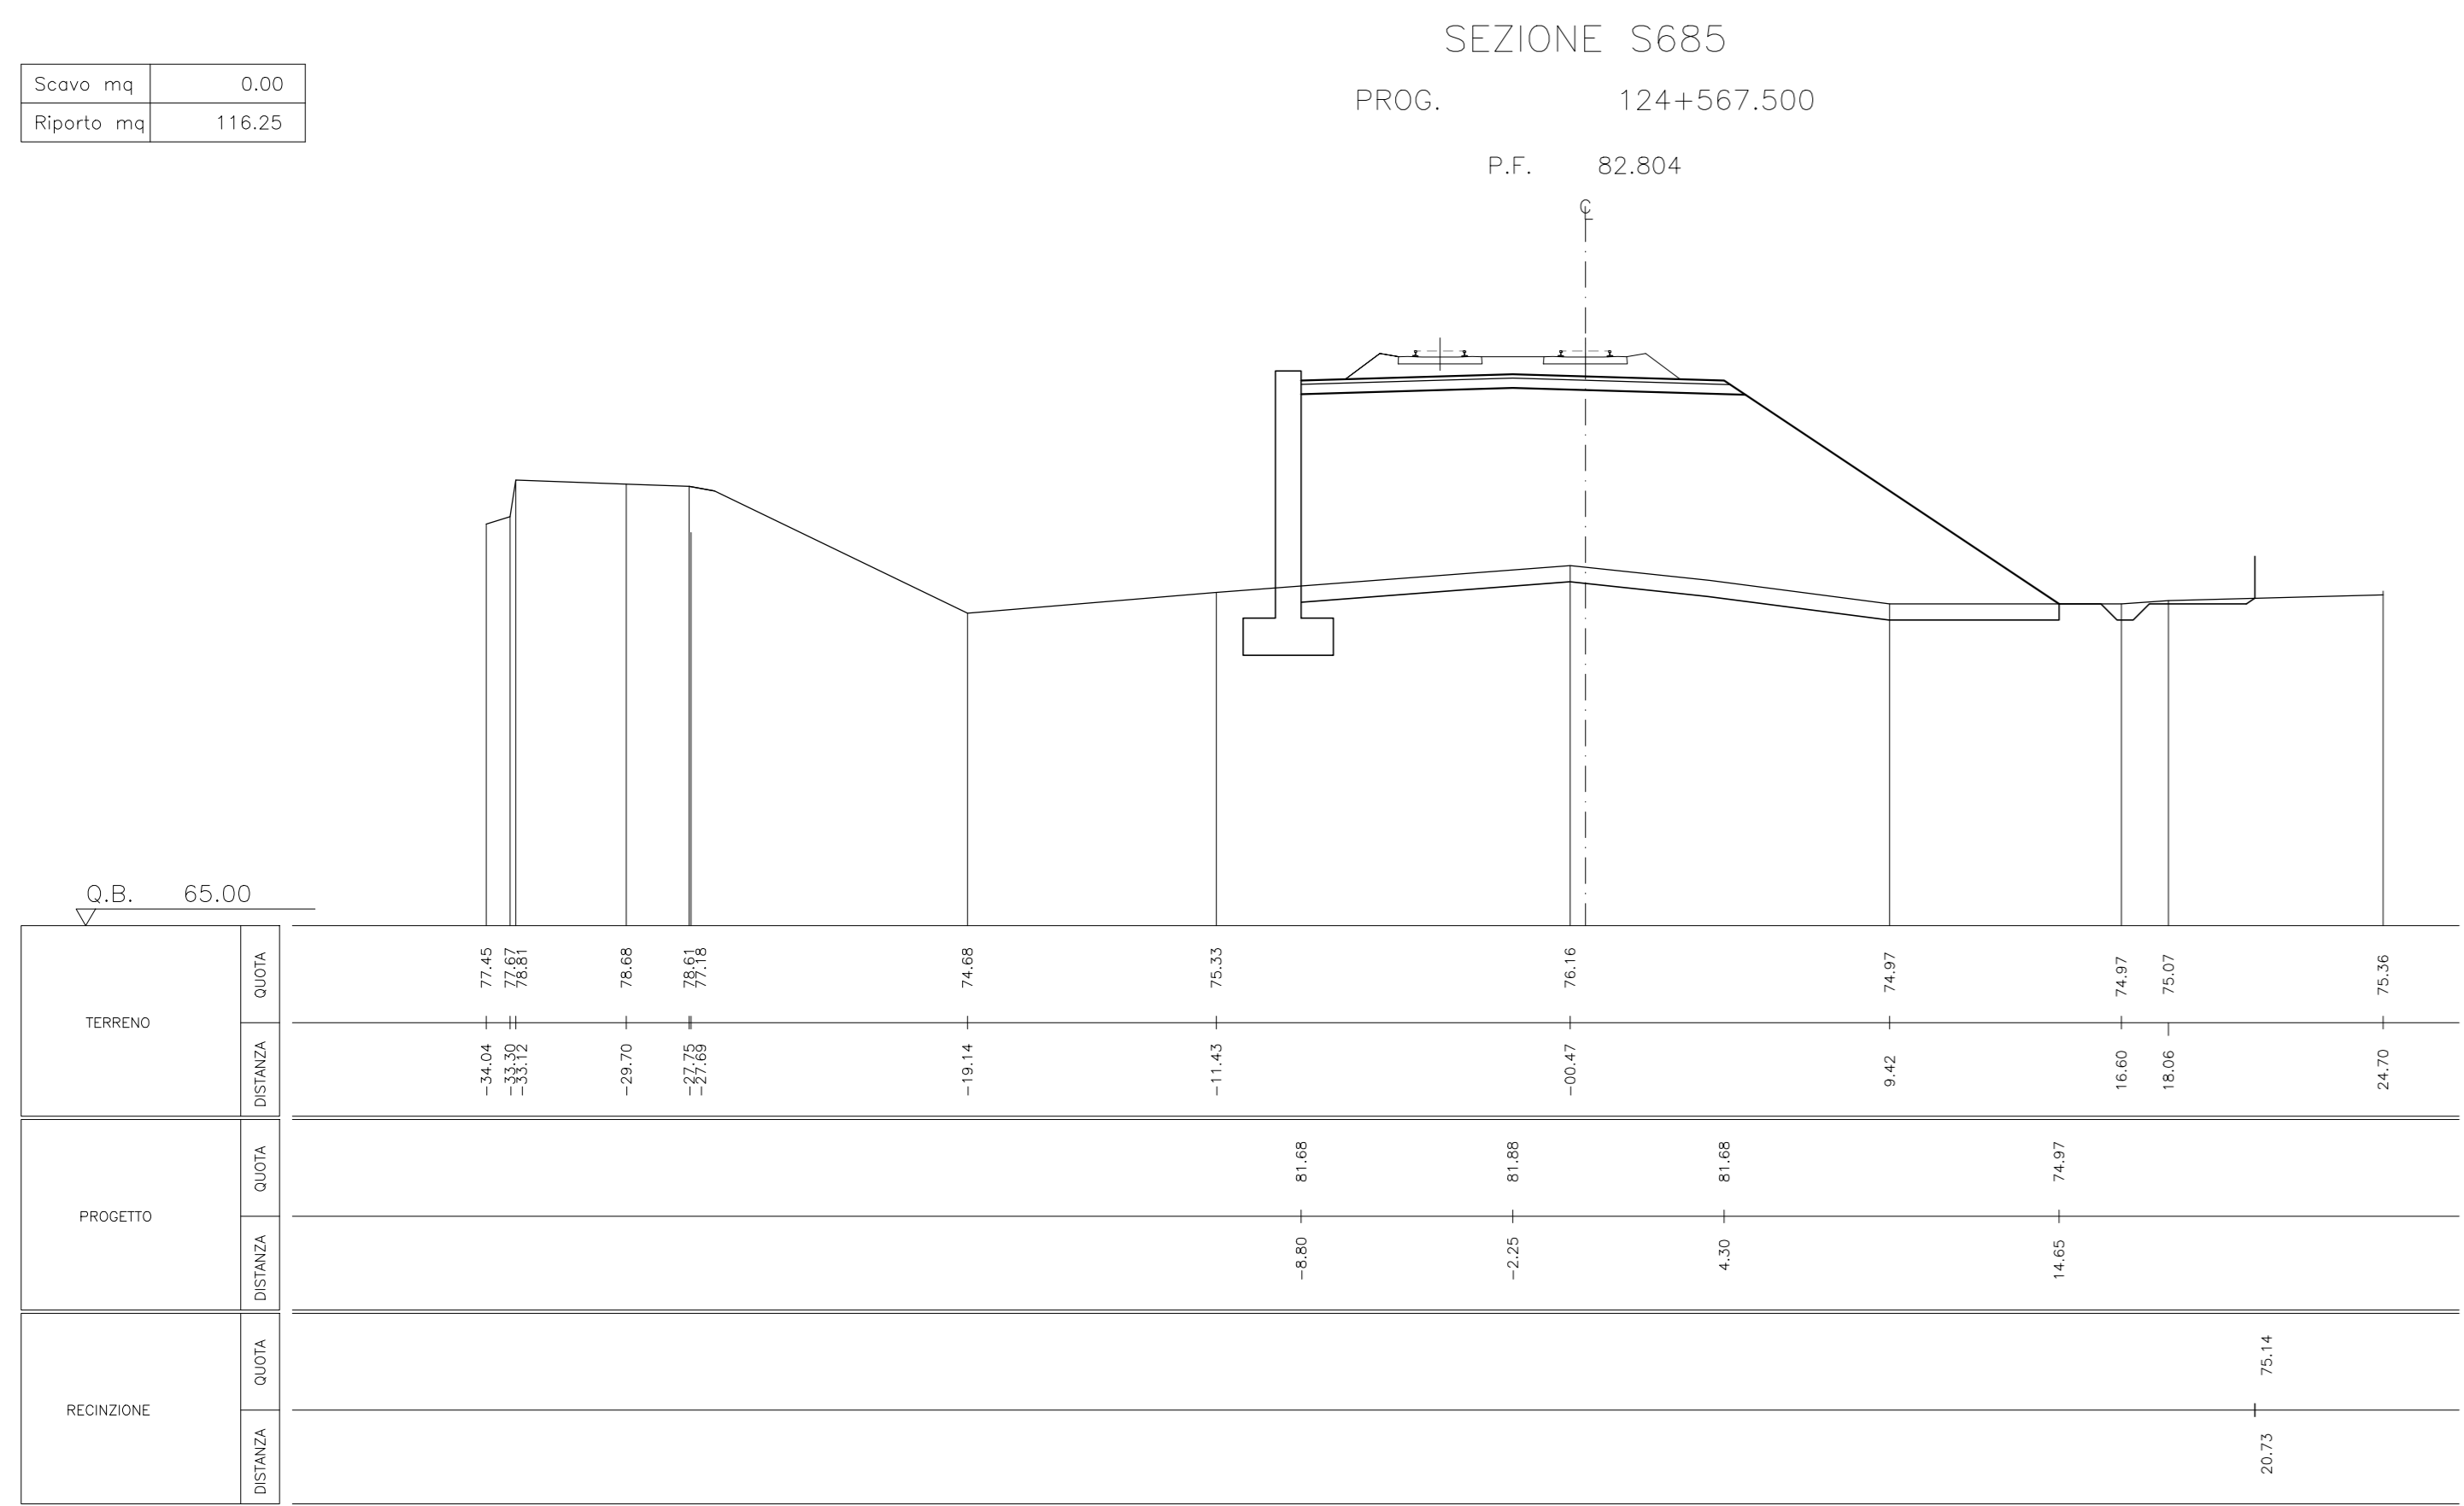 SEZIONE S685
PROG. 124+567.500
P.F. 82.804
Scavo mq 0.00
Riporto mq 116.25
℄
Q.B. 65.00
TERRENO
QUOTA
77.45 77.67 78.81 78.68 78.61 77.18 74.68 75.33 76.16 74.97 74.97 75.07 75.36
DISTANZA
-34.04 -33.30 -33.12 -29.70 -27.75 -27.69 -19.14 -11.43 -00.47 9.42 16.60 18.06 24.70
PROGETTO
QUOTA
81.68 81.88 81.68 74.97
DISTANZA
-8.80 -2.25 4.30 14.65
RECINZIONE
QUOTA
75.14
DISTANZA
20.73